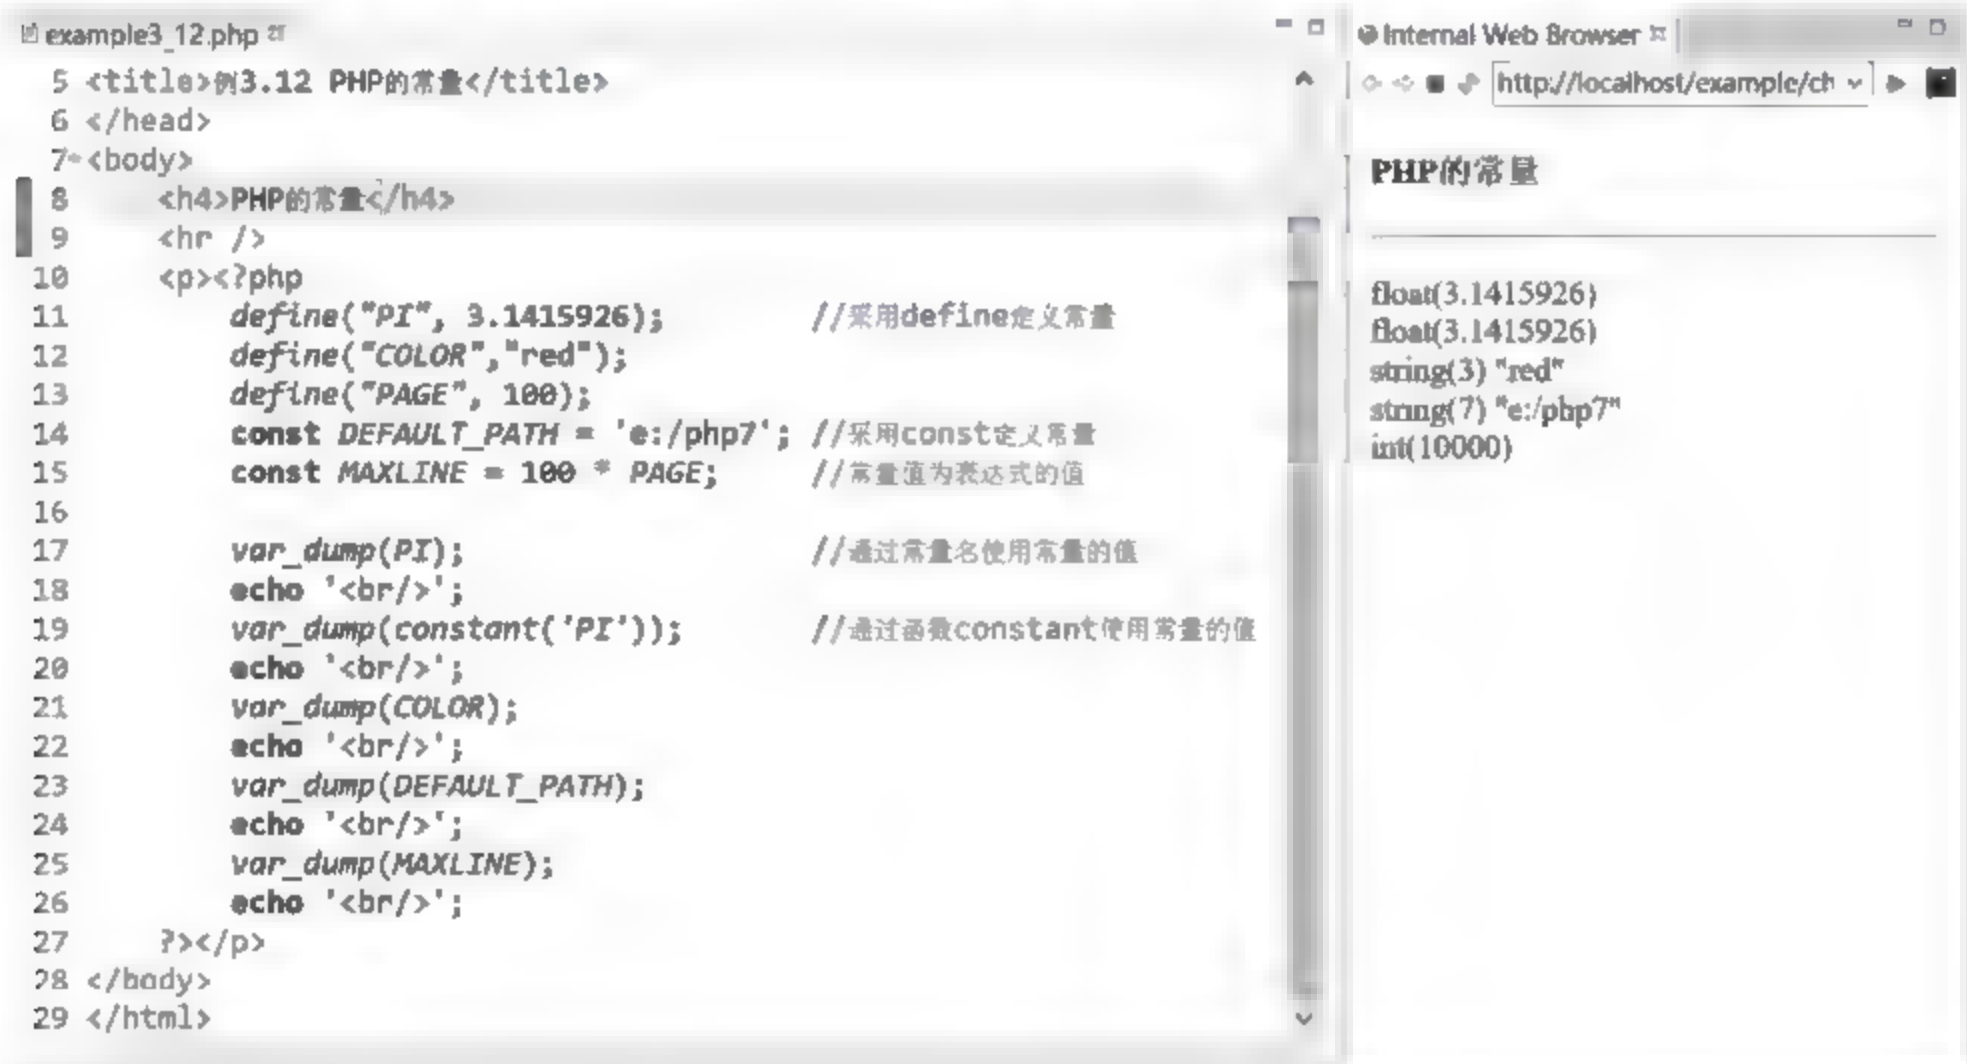 example3_12.php
5 <title>例3.12 PHP的常量</title>
6 </head>
7 <body>
8 <h4>PHP的常量</h4>
9 <hr />
10 <p><?php
11 define("PI", 3.1415926); //采用define定义常量
12 define("COLOR","red");
13 define("PAGE", 100);
14 const DEFAULT_PATH = 'e:/php7'; //采用const定义常量
15 const MAXLINE = 100 * PAGE; //常量值为表达式的值
16
17 var_dump(PI); //通过常量名使用常量的值
18 echo '<br/>';
19 var_dump(constant('PI')); //通过函数constant使用常量的值
20 echo '<br/>';
21 var_dump(COLOR);
22 echo '<br/>';
23 var_dump(DEFAULT_PATH);
24 echo '<br/>';
25 var_dump(MAXLINE);
26 echo '<br/>';
27 ?></p>
28 </body>
29 </html>
Internal Web Browser
http://localhost/example/ch
PHP的常量
float(3.1415926)
float(3.1415926)
string(3) "red"
string(7) "e:/php7"
int(10000)